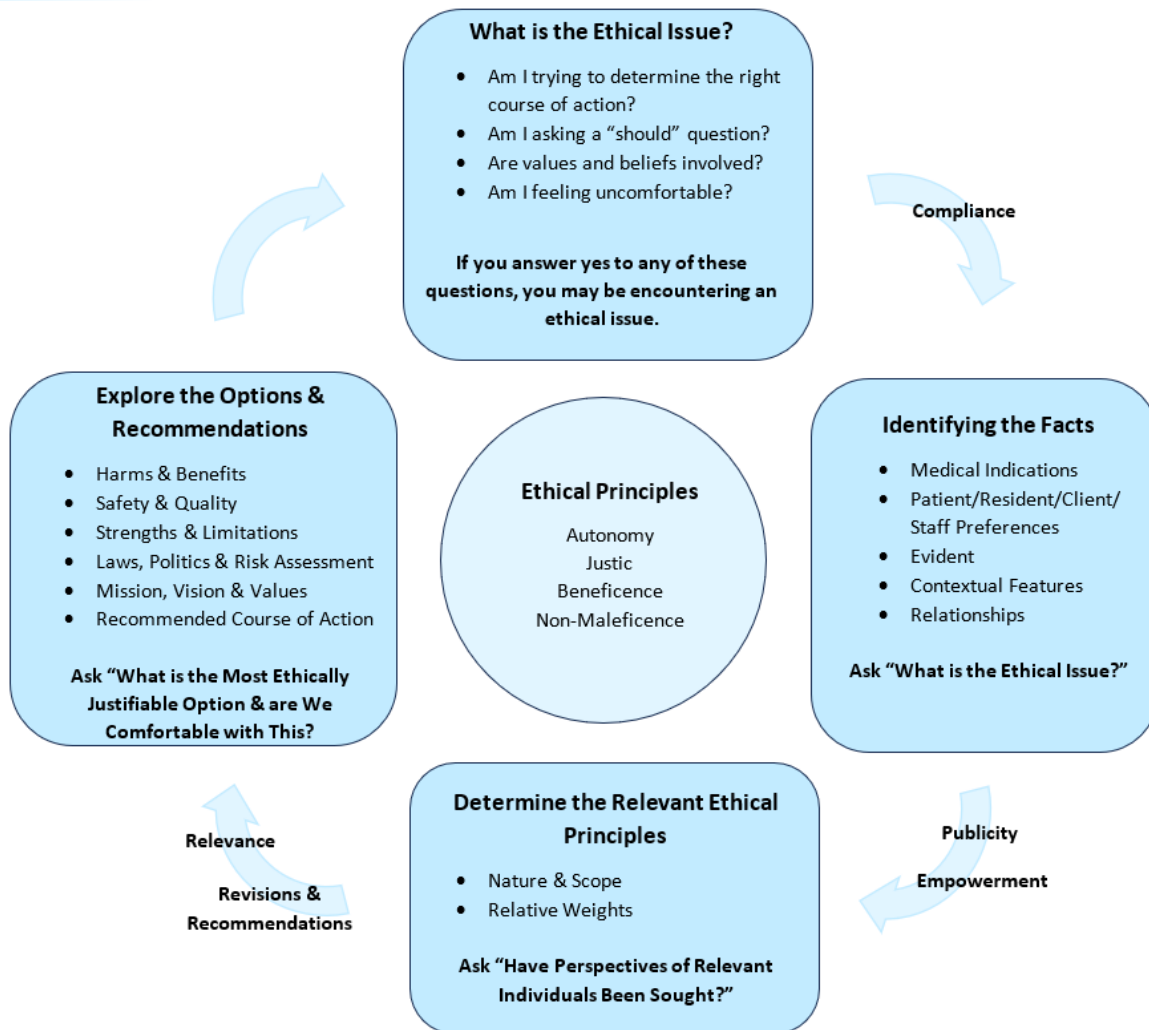 What is the Ethical Issue?
• Am I trying to determine the right
course of action?
• Am I asking a “should” question?
• Are values and beliefs involved?
• Am I feeling uncomfortable?
If you answer yes to any of these
questions, you may be encountering an
ethical issue.
Compliance
Identifying the Facts
• Medical Indications
• Patient/Resident/Client/
Staff Preferences
• Evident
• Contextual Features
• Relationships
Ask “What is the Ethical Issue?”
Publicity
Empowerment
Determine the Relevant Ethical
Principles
• Nature & Scope
• Relative Weights
Ask “Have Perspectives of Relevant
Individuals Been Sought?”
Relevance
Revisions &
Recommendations
Explore the Options &
Recommendations
• Harms & Benefits
• Safety & Quality
• Strengths & Limitations
• Laws, Politics & Risk Assessment
• Mission, Vision & Values
• Recommended Course of Action
Ask “What is the Most Ethically
Justifiable Option & are We
Comfortable with This?
Ethical Principles
Autonomy
Justic
Beneficence
Non-Maleficence